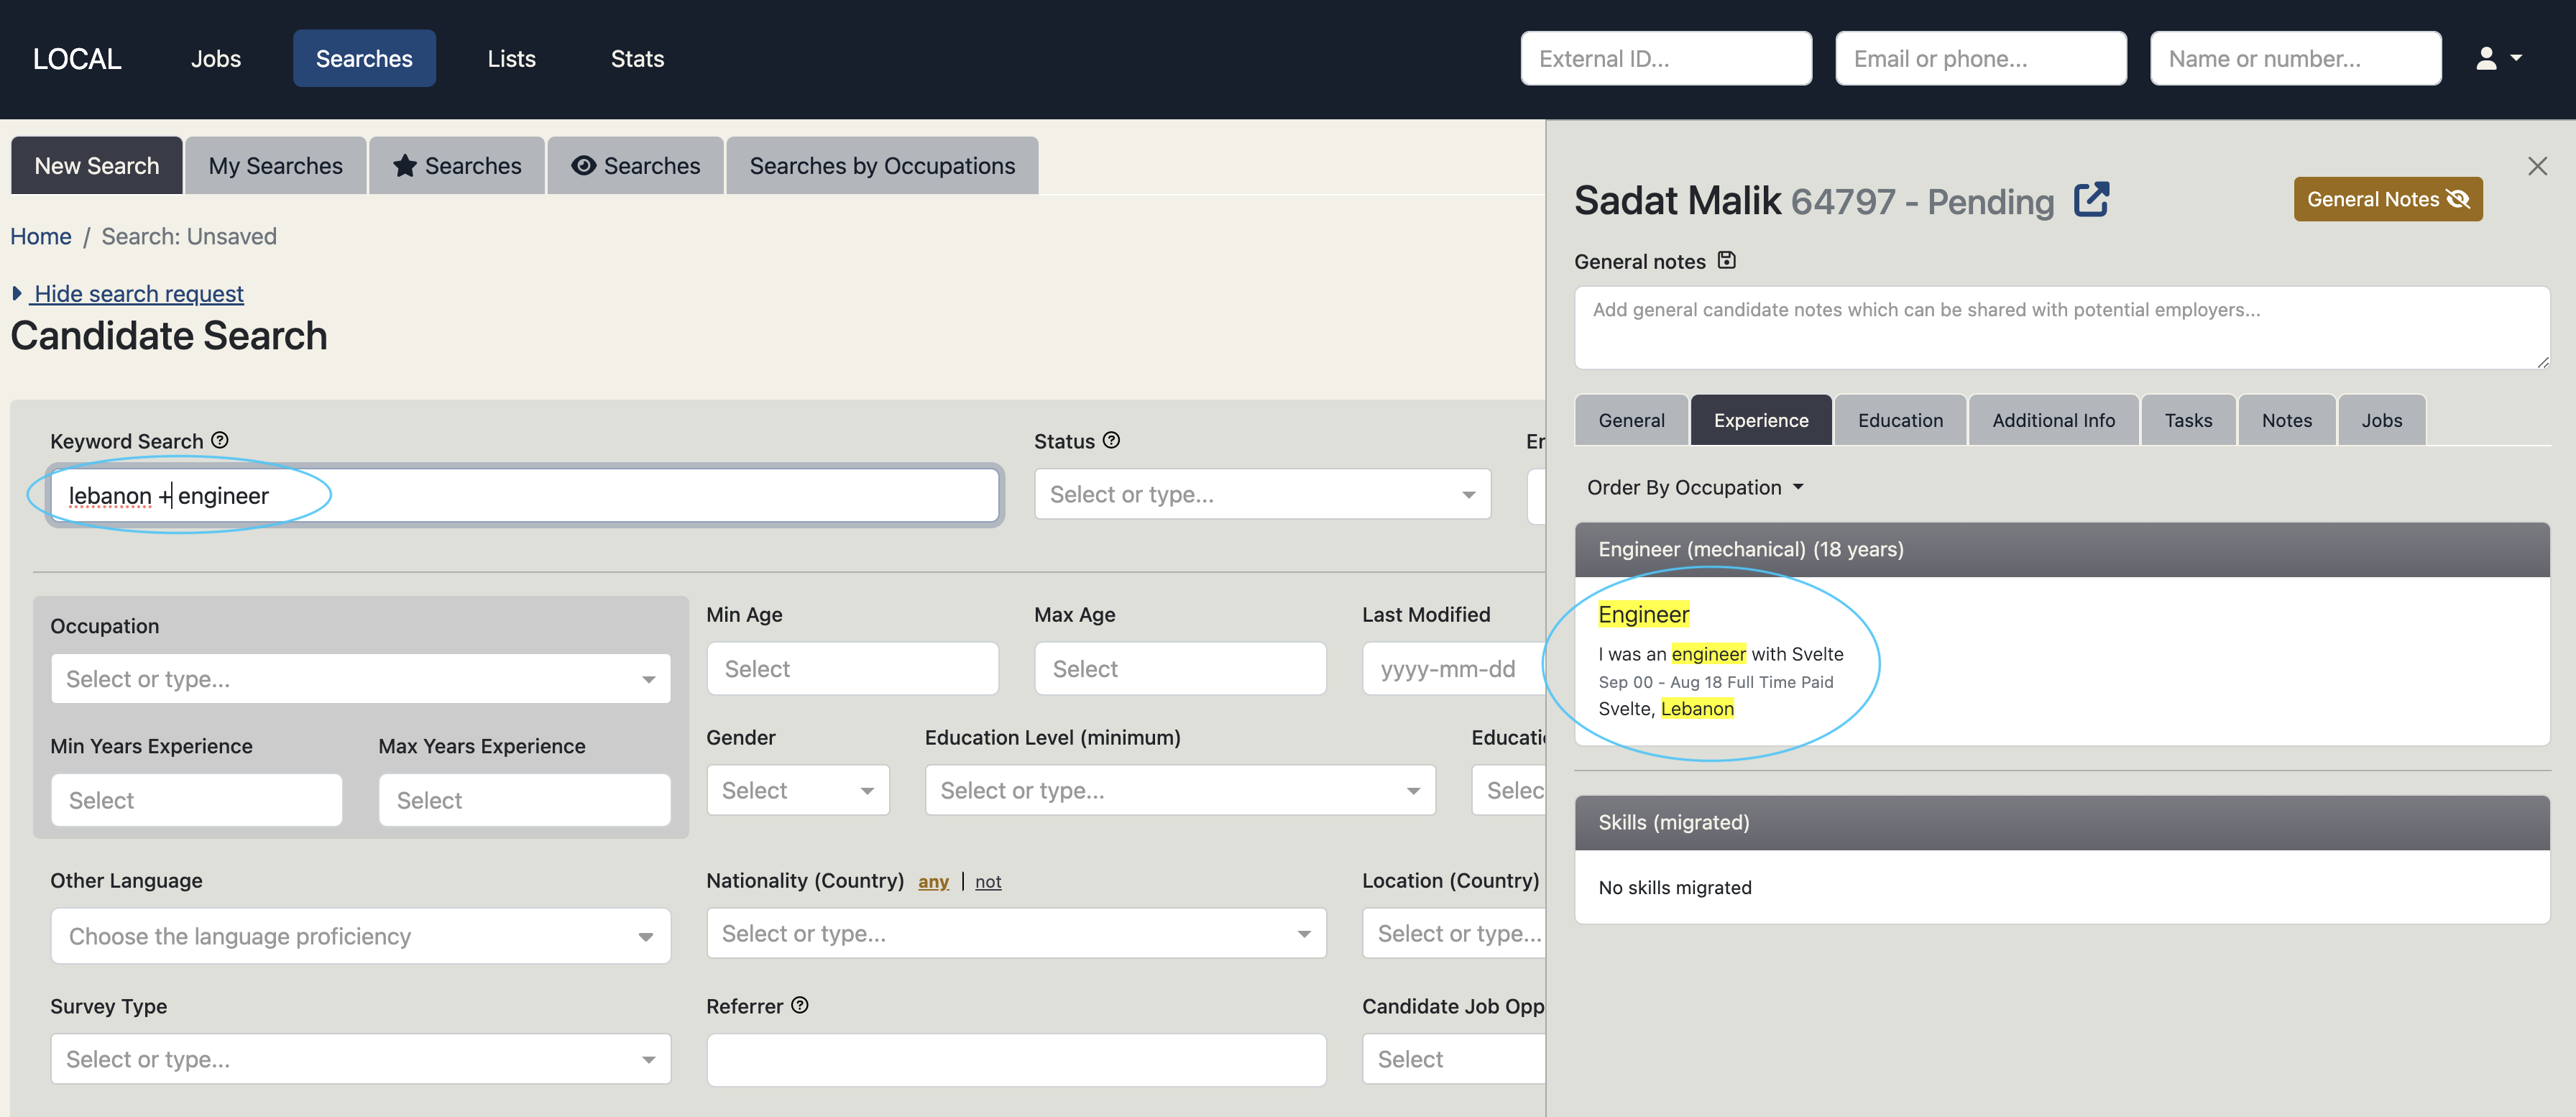 LOCAL
Jobs
Searches
Lists
Stats
External ID...
Email or phone...
Name or number...
New Search
My Searches
Searches
Searches
Searches by Occupations
Home / Search: Unsaved
Hide search request
Candidate Search
Keyword Search
lebanon + engineer
Status
Select or type...
Occupation
Select or type...
Min Years Experience
Select
Max Years Experience
Select
Min Age
Select
Max Age
Select
Last Modified
yyyy-mm-dd
Gender
Select
Education Level (minimum)
Select or type...
Other Language
Choose the language proficiency
Nationality (Country) any | not
Select or type...
Location (Country)
Select or type...
Survey Type
Select or type...
Referrer
Candidate Job Opp
Select
Sadat Malik 64797 - Pending
General Notes
General notes
Add general candidate notes which can be shared with potential employers...
General
Experience
Education
Additional Info
Tasks
Notes
Jobs
Order By Occupation
Engineer (mechanical) (18 years)
Engineer
I was an engineer with Svelte
Sep 00 - Aug 18 Full Time Paid
Svelte, Lebanon
Skills (migrated)
No skills migrated